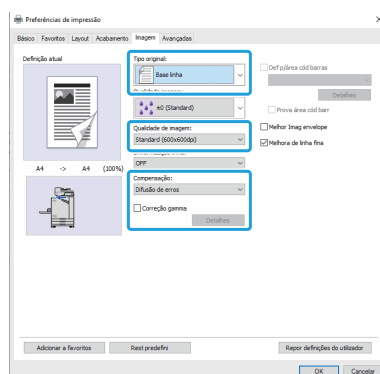 Preferências de impressão
Básico Favoritos Layout Acabamento Imagem Avançadas
Definição atual
A4 -> A4 (100%)
Tipo original:
Base linha
±0 (Standard)
Qualidade de imagem:
Standard (600x600dpi)
OFF
Compensação:
Difusão de erros
Correção gamma
Detalhes
Def p/área cód barras
Detalhes
Prova área cód barr
Melhor Imag envelope
Melhora de linha fina
Adicionar a favoritos
Rest predefini
Repor definições do utilizador
OK
Cancelar